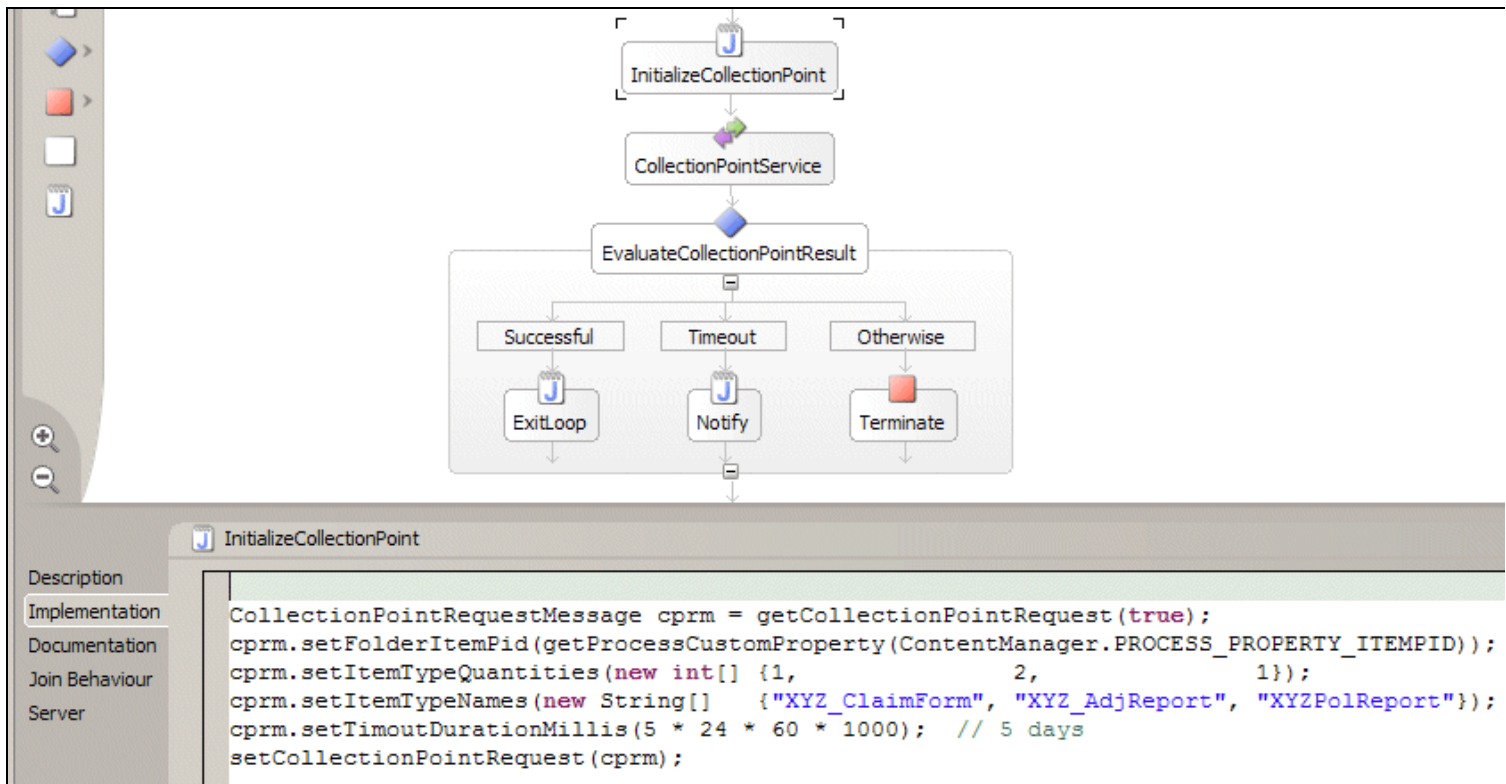 InitializeCollectionPoint
CollectionPointService
EvaluateCollectionPointResult
Successful Timeout Otherwise
ExitLoop Notify Terminate
InitializeCollectionPoint
Description
Implementation
Documentation
Join Behaviour
Server
CollectionPointRequestMessage cprm = getCollectionPointRequest(true);
cprm.setFolderItemPid(getProcessCustomProperty(ContentManager.PROCESS_PROPERTY_ITEMPID));
cprm.setItemTypeQuantities(new int[] {1, 2, 1});
cprm.setItemTypeNames(new String[] {"XYZ_ClaimForm", "XYZ_AdjReport", "XYZPolReport"});
cprm.setTimoutDurationMillis(5 * 24 * 60 * 1000); // 5 days
setCollectionPointRequest(cprm);